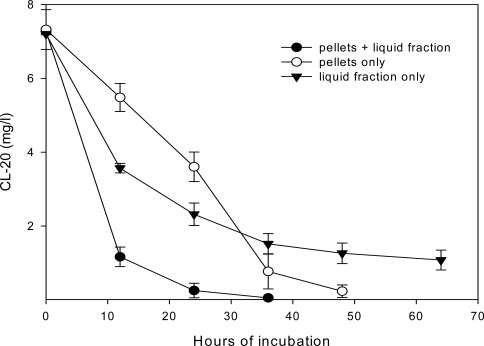 8
6
4
2
CL-20 (mg/l)
pellets + liquid fraction
pellets only
liquid fraction only
0 10 20 30 40 50 60 70
Hours of incubation